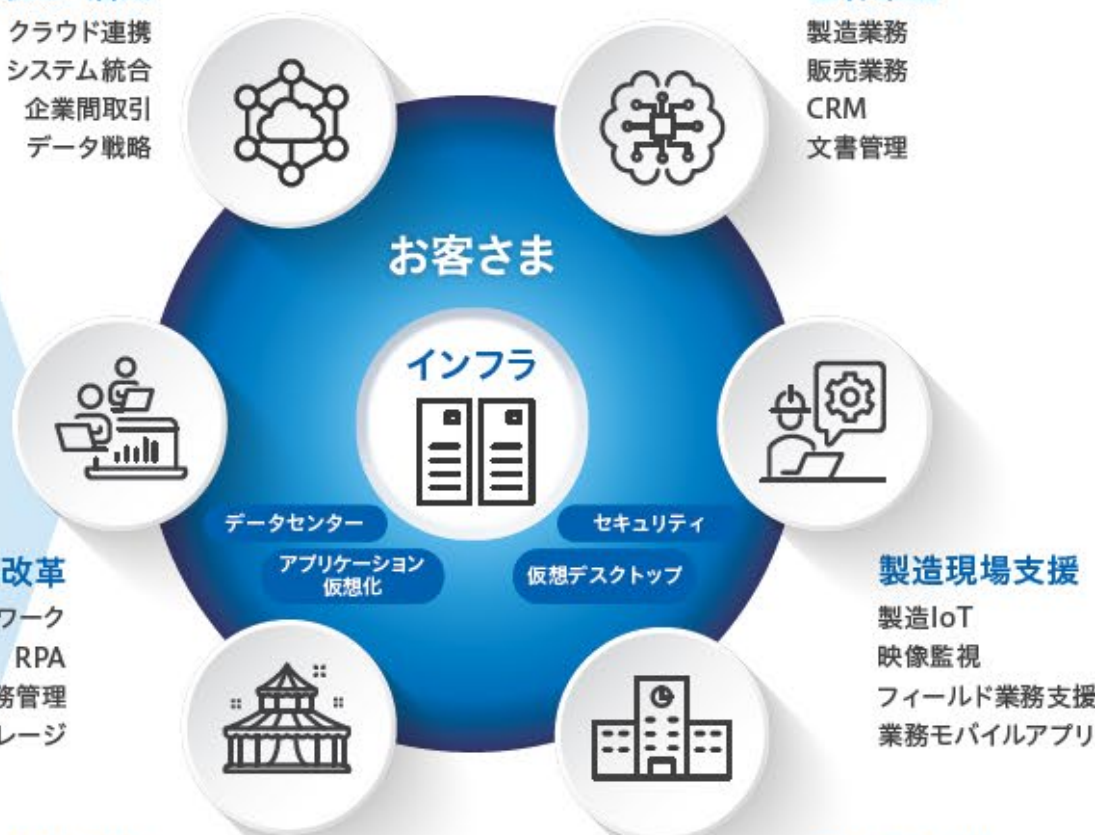 クラウド連携
システム統合
企業間取引
データ戦略
製造業務
販売業務
CRM
文書管理
お客さま
インフラ
データセンター
アプリケーション
仮想化
セキュリティ
仮想デスクトップ
改革
ワーク
RPA
務管理
レージ
製造現場支援
製造IoT
映像監視
フィールド業務支援
業務モバイルアプリ